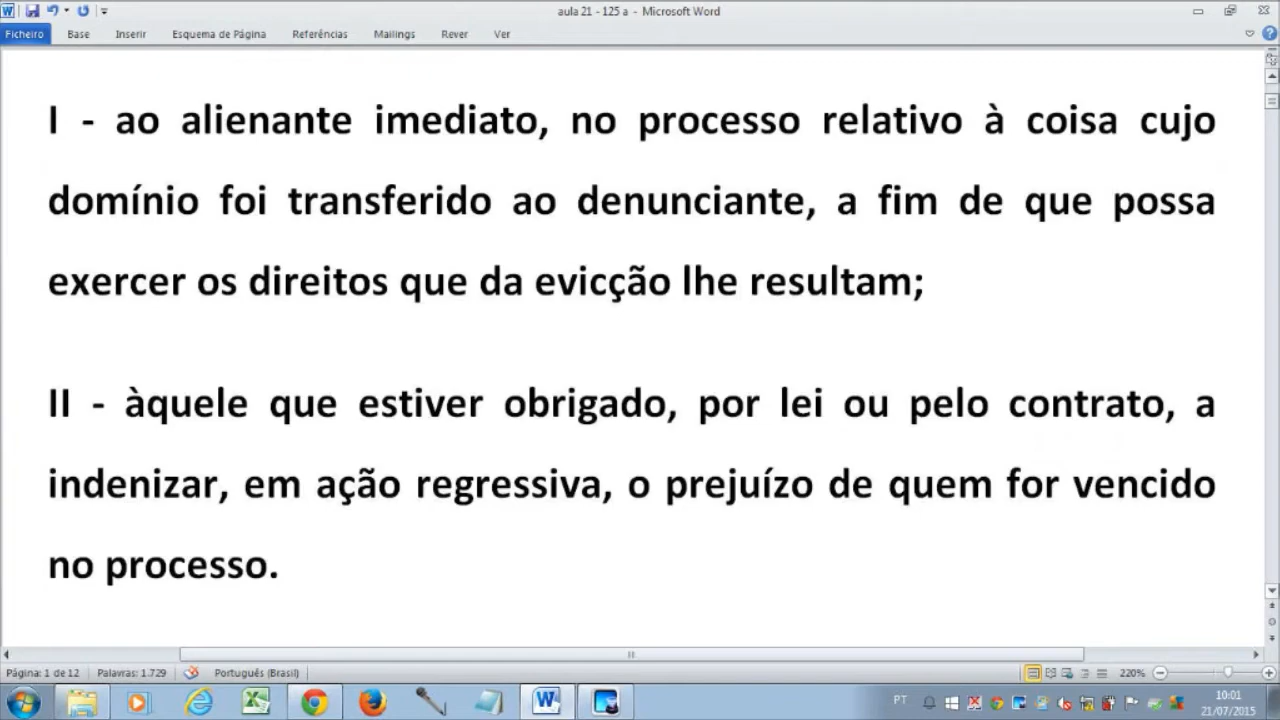 aula 21 - 125 a - Microsoft Word
Ficheiro Base Inserir Esquema de Página Referências Mailings Rever Ver
I - ao alienante imediato, no processo relativo à coisa cujo
domínio foi transferido ao denunciante, a fim de que possa
exercer os direitos que da evicção lhe resultam;
II - àquele que estiver obrigado, por lei ou pelo contrato, a
indenizar, em ação regressiva, o prejuízo de quem for vencido
no processo.
Página: 1 de 12 Palavras: 1.729 Português (Brasil) 220%
PT 10:01
21/07/2015